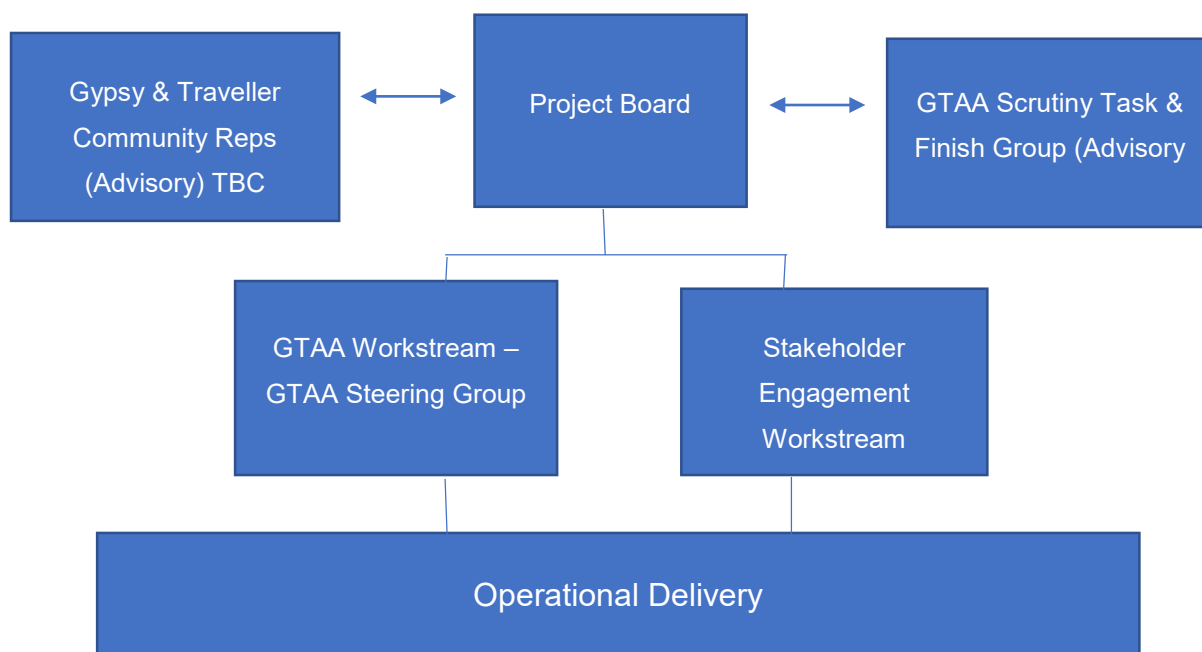 Gypsy & Traveller
Community Reps
(Advisory) TBC
Project Board
GTAA Scrutiny Task &
Finish Group (Advisory
GTAA Workstream –
GTAA Steering Group
Stakeholder
Engagement
Workstream
Operational Delivery